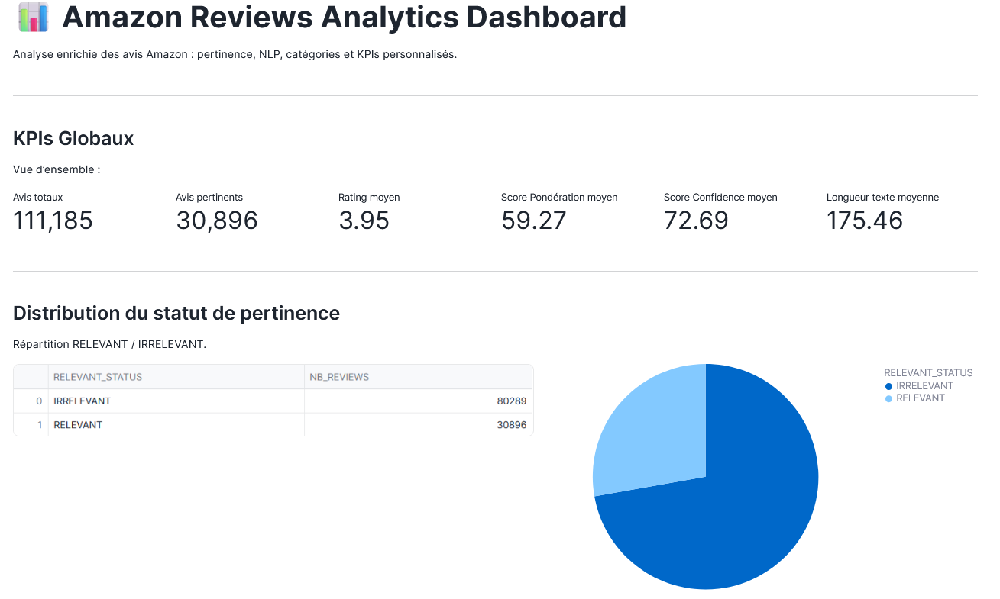 Amazon Reviews Analytics Dashboard
Analyse enrichie des avis Amazon : pertinence, NLP, catégories et KPIs personnalisés.
KPIs Globaux
Vue d’ensemble :
Avis totaux
111,185
Avis pertinents
30,896
Rating moyen
3.95
Score Pondération moyen
59.27
Score Confidence moyen
72.69
Longueur texte moyenne
175.46
Distribution du statut de pertinence
Répartition RELEVANT / IRRELEVANT.
RELEVANT_STATUS NB_REVIEWS
0 IRRELEVANT 80289
1 RELEVANT 30896
RELEVANT_STATUS
IRRELEVANT
RELEVANT